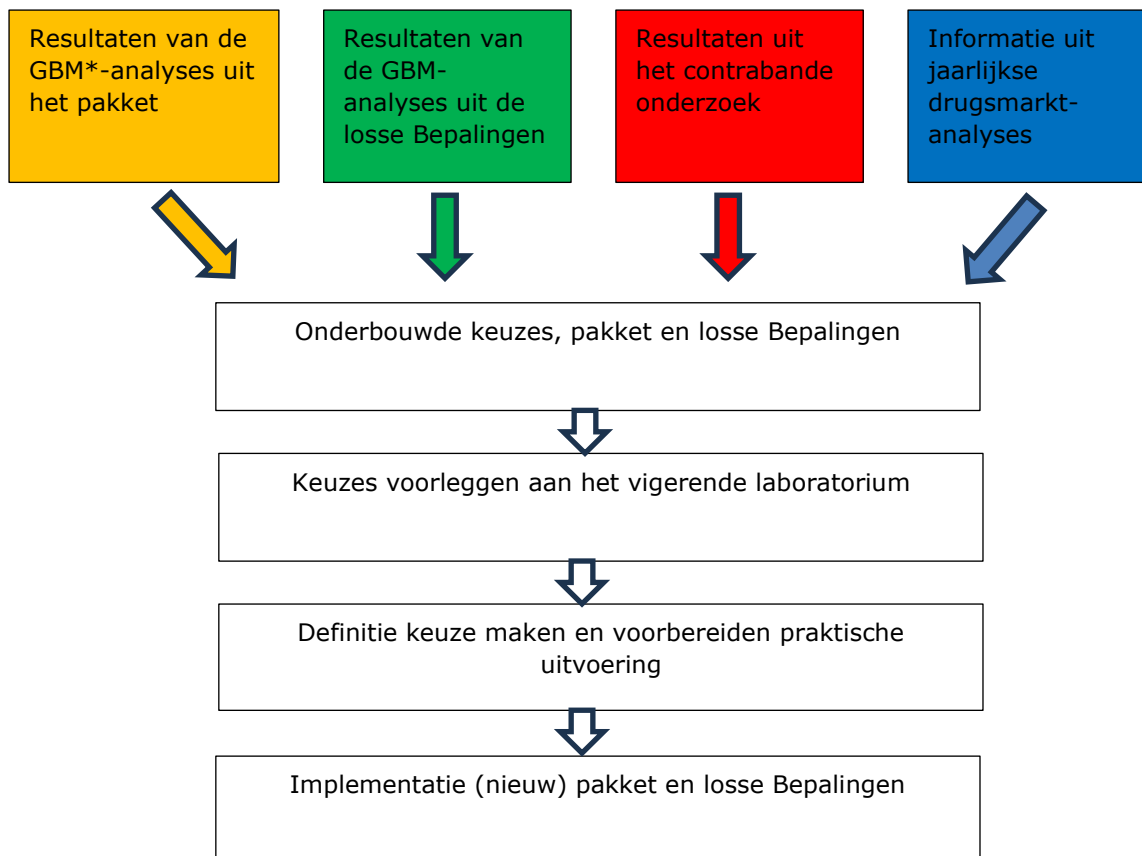 Resultaten van de
GBM*-analyses uit
het pakket
Resultaten van
de GBM-
analyses uit de
losse Bepalingen
Resultaten uit
het contrabande
onderzoek
Informatie uit
jaarlijkse
drugsmarkt-
analyses
Onderbouwde keuzes, pakket en losse Bepalingen
Keuzes voorleggen aan het vigerende laboratorium
Definitie keuze maken en voorbereiden praktische
uitvoering
Implementatie (nieuw) pakket en losse Bepalingen